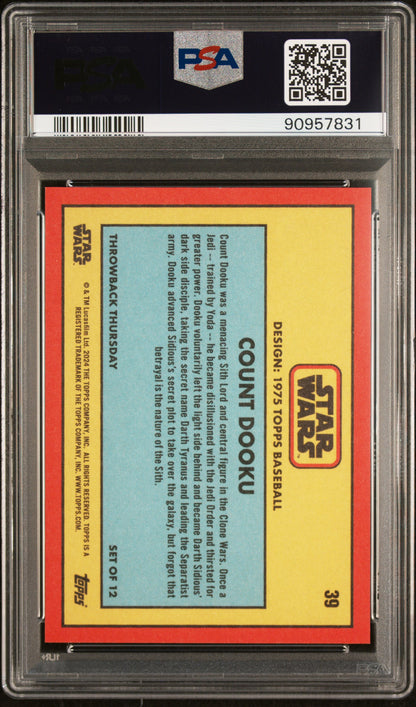 PSA
PSA
90957831
39
STAR
WARS
DESIGN: 1975 TOPPS BASEBALL
COUNT DOOKU
Count Dooku was a menacing Sith Lord and central figure in the Clone Wars. Once a
Jedi -- trained by Yoda -- he became disillusioned with the Jedi Order and thirsted for
greater power. Dooku voluntarily left the light side behind and became Darth Sidious'
dark side disciple, taking the secret name Darth Tyranus and leading the Separatist
army. Dooku advanced Sidious's secret plot to take over the galaxy, but forgot that
betrayal is the nature of the Sith.
THROWBACK THURSDAY
SET OF 12
STAR
WARS
© & TM Lucasfilm Ltd. 2024 THE TOPPS COMPANY, INC. ALL RIGHTS RESERVED. TOPPS IS A
REGISTERED TRADEMARK OF THE TOPPS COMPANY, INC. WWW.TOPPS.COM.
topps
PSA